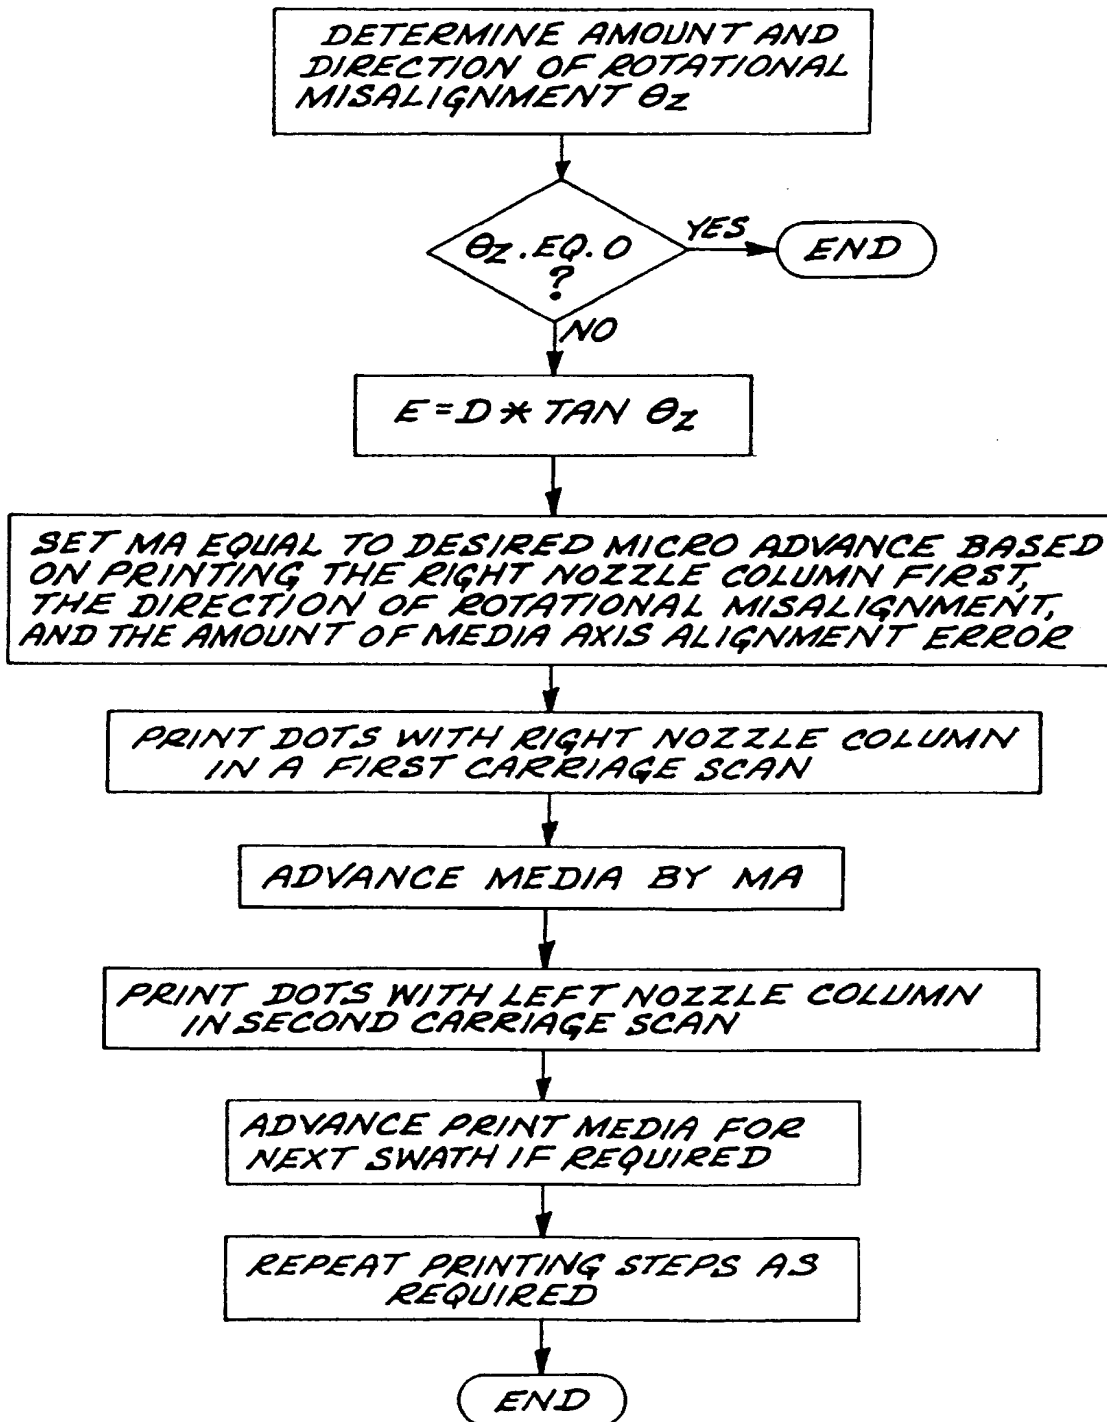 DETERMINE AMOUNT AND
DIRECTION OF ROTATIONAL
MISALIGNMENT θZ
θZ.EQ.0
?
YES
END
NO
E=D* TAN θZ
SET MA EQUAL TO DESIRED MICRO ADVANCE BASED
ON PRINTING THE RIGHT NOZZLE COLUMN FIRST,
THE DIRECTION OF ROTATIONAL MISALIGNMENT,
AND THE AMOUNT OF MEDIA AXIS ALIGNMENT ERROR
PRINT DOTS WITH RIGHT NOZZLE COLUMN
IN A FIRST CARRIAGE SCAN
ADVANCE MEDIA BY MA
PRINT DOTS WITH LEFT NOZZLE COLUMN
IN SECOND CARRIAGE SCAN
ADVANCE PRINT MEDIA FOR
NEXT SWATH IF REQUIRED
REPEAT PRINTING STEPS AS
REQUIRED
END